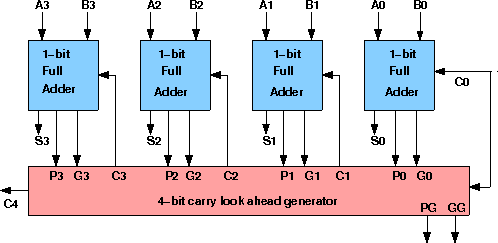 A3 B3 A2 B2 A1 B1 A0 B0
1-bit Full Adder
1-bit Full Adder
1-bit Full Adder
1-bit Full Adder
C0
S3 S2 S1 S0
P3 G3 C3 P2 G2 C2 P1 G1 C1 P0 G0
C4
4-bit carry look ahead generator
PG GG